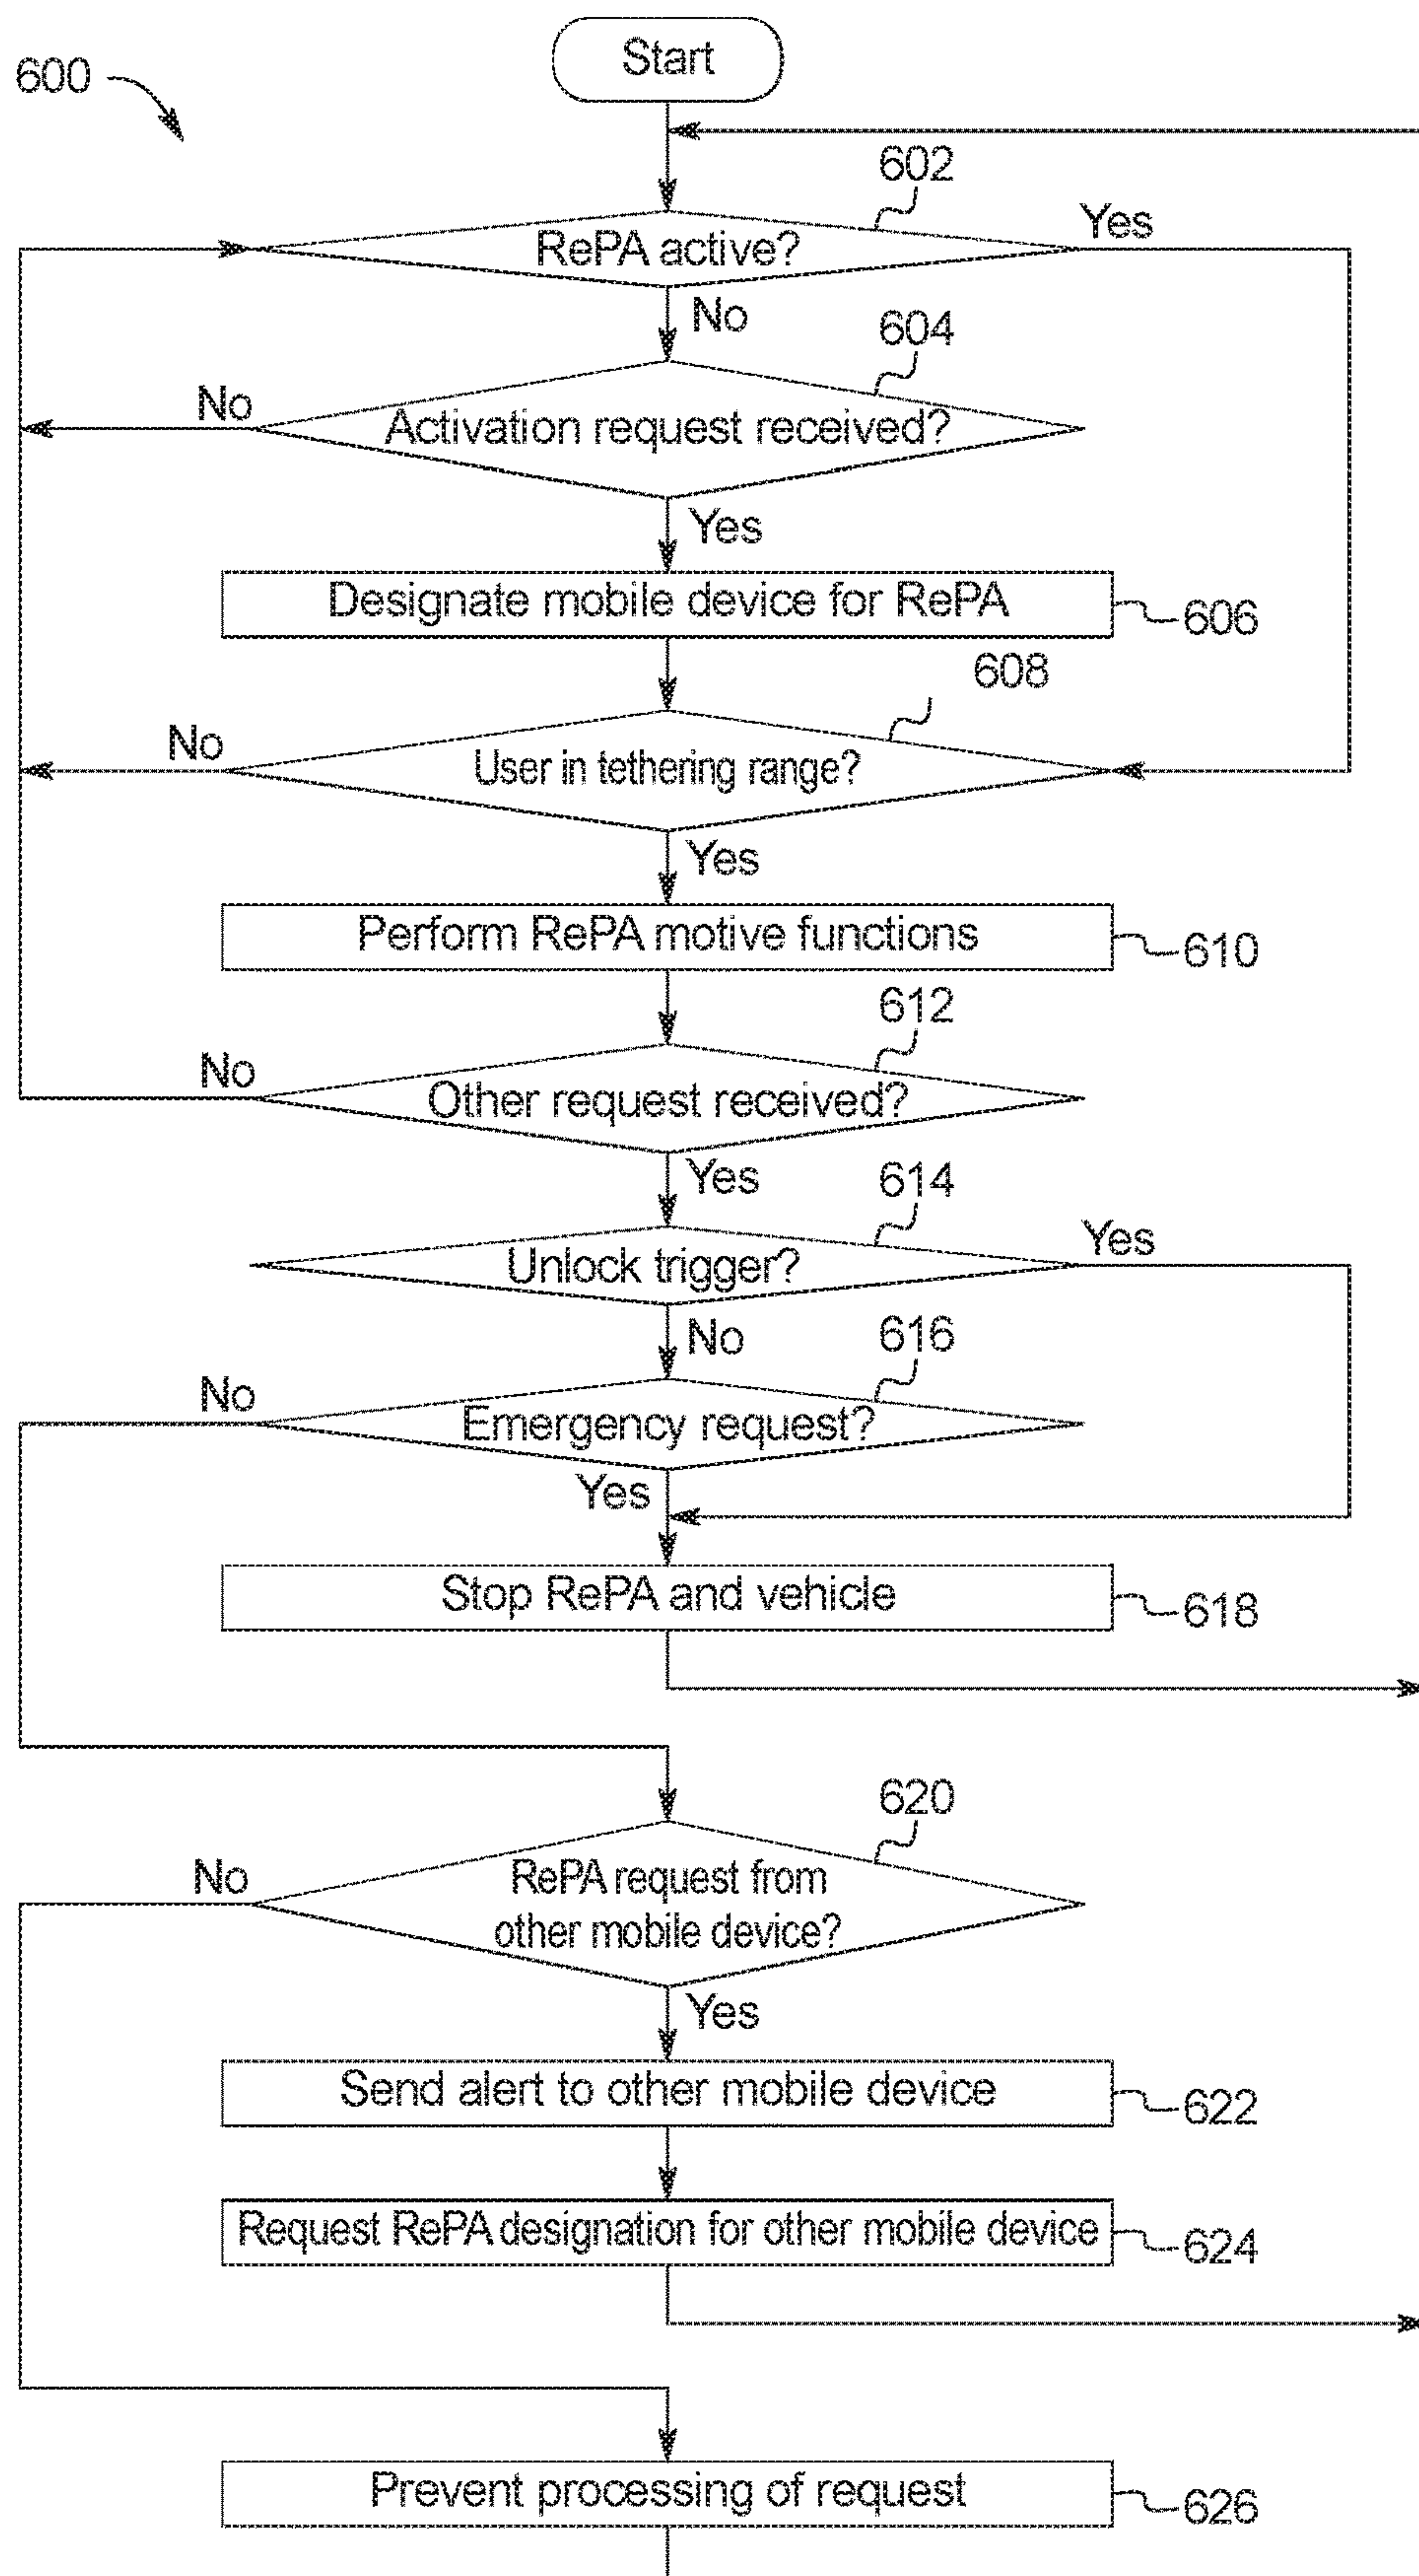 Start
600
602
RePA active?
Yes
No
604
No
Activation request received?
Yes
Designate mobile device for RePA
606
608
No
User in tethering range?
Yes
Perform RePA motive functions
610
612
No
Other request received?
Yes
614
Yes
Unlock trigger?
No
616
No
Emergency request?
Yes
Stop RePA and vehicle
618
620
No
RePA request from
other mobile device?
Yes
Send alert to other mobile device
622
Request RePA designation for other mobile device
624
Prevent processing of request
626